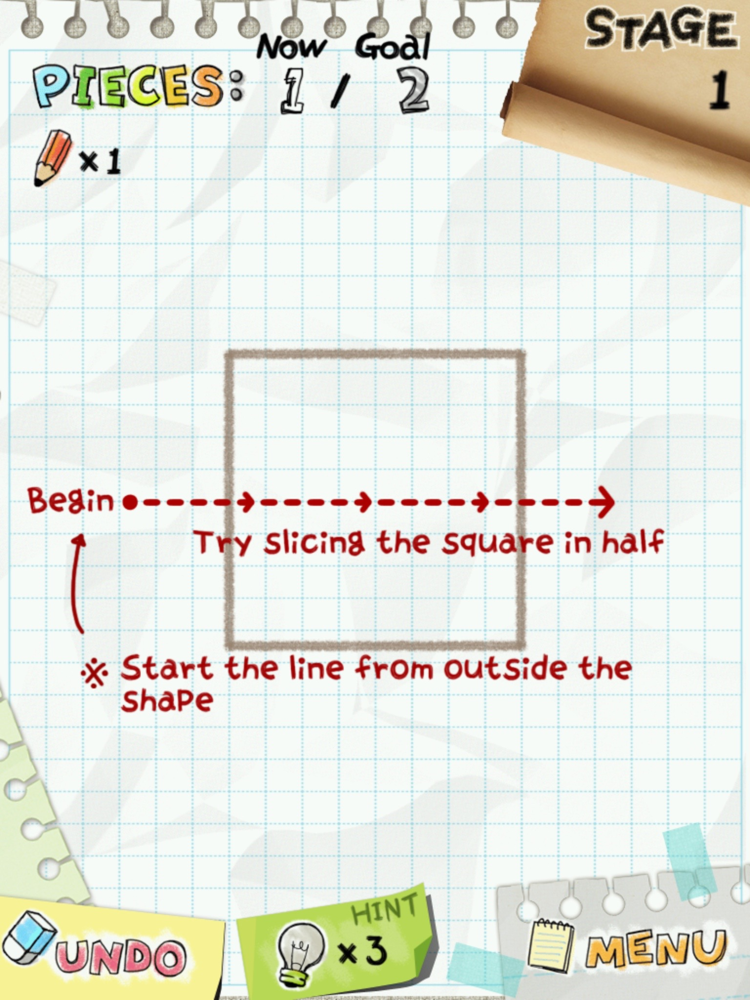 STAGE
Now Goal
PIECES: 1 / 2
1
×1
Begin
Try slicing the square in half
※ Start the line from outside the
shape
HINT
UNDO
×3
MENU